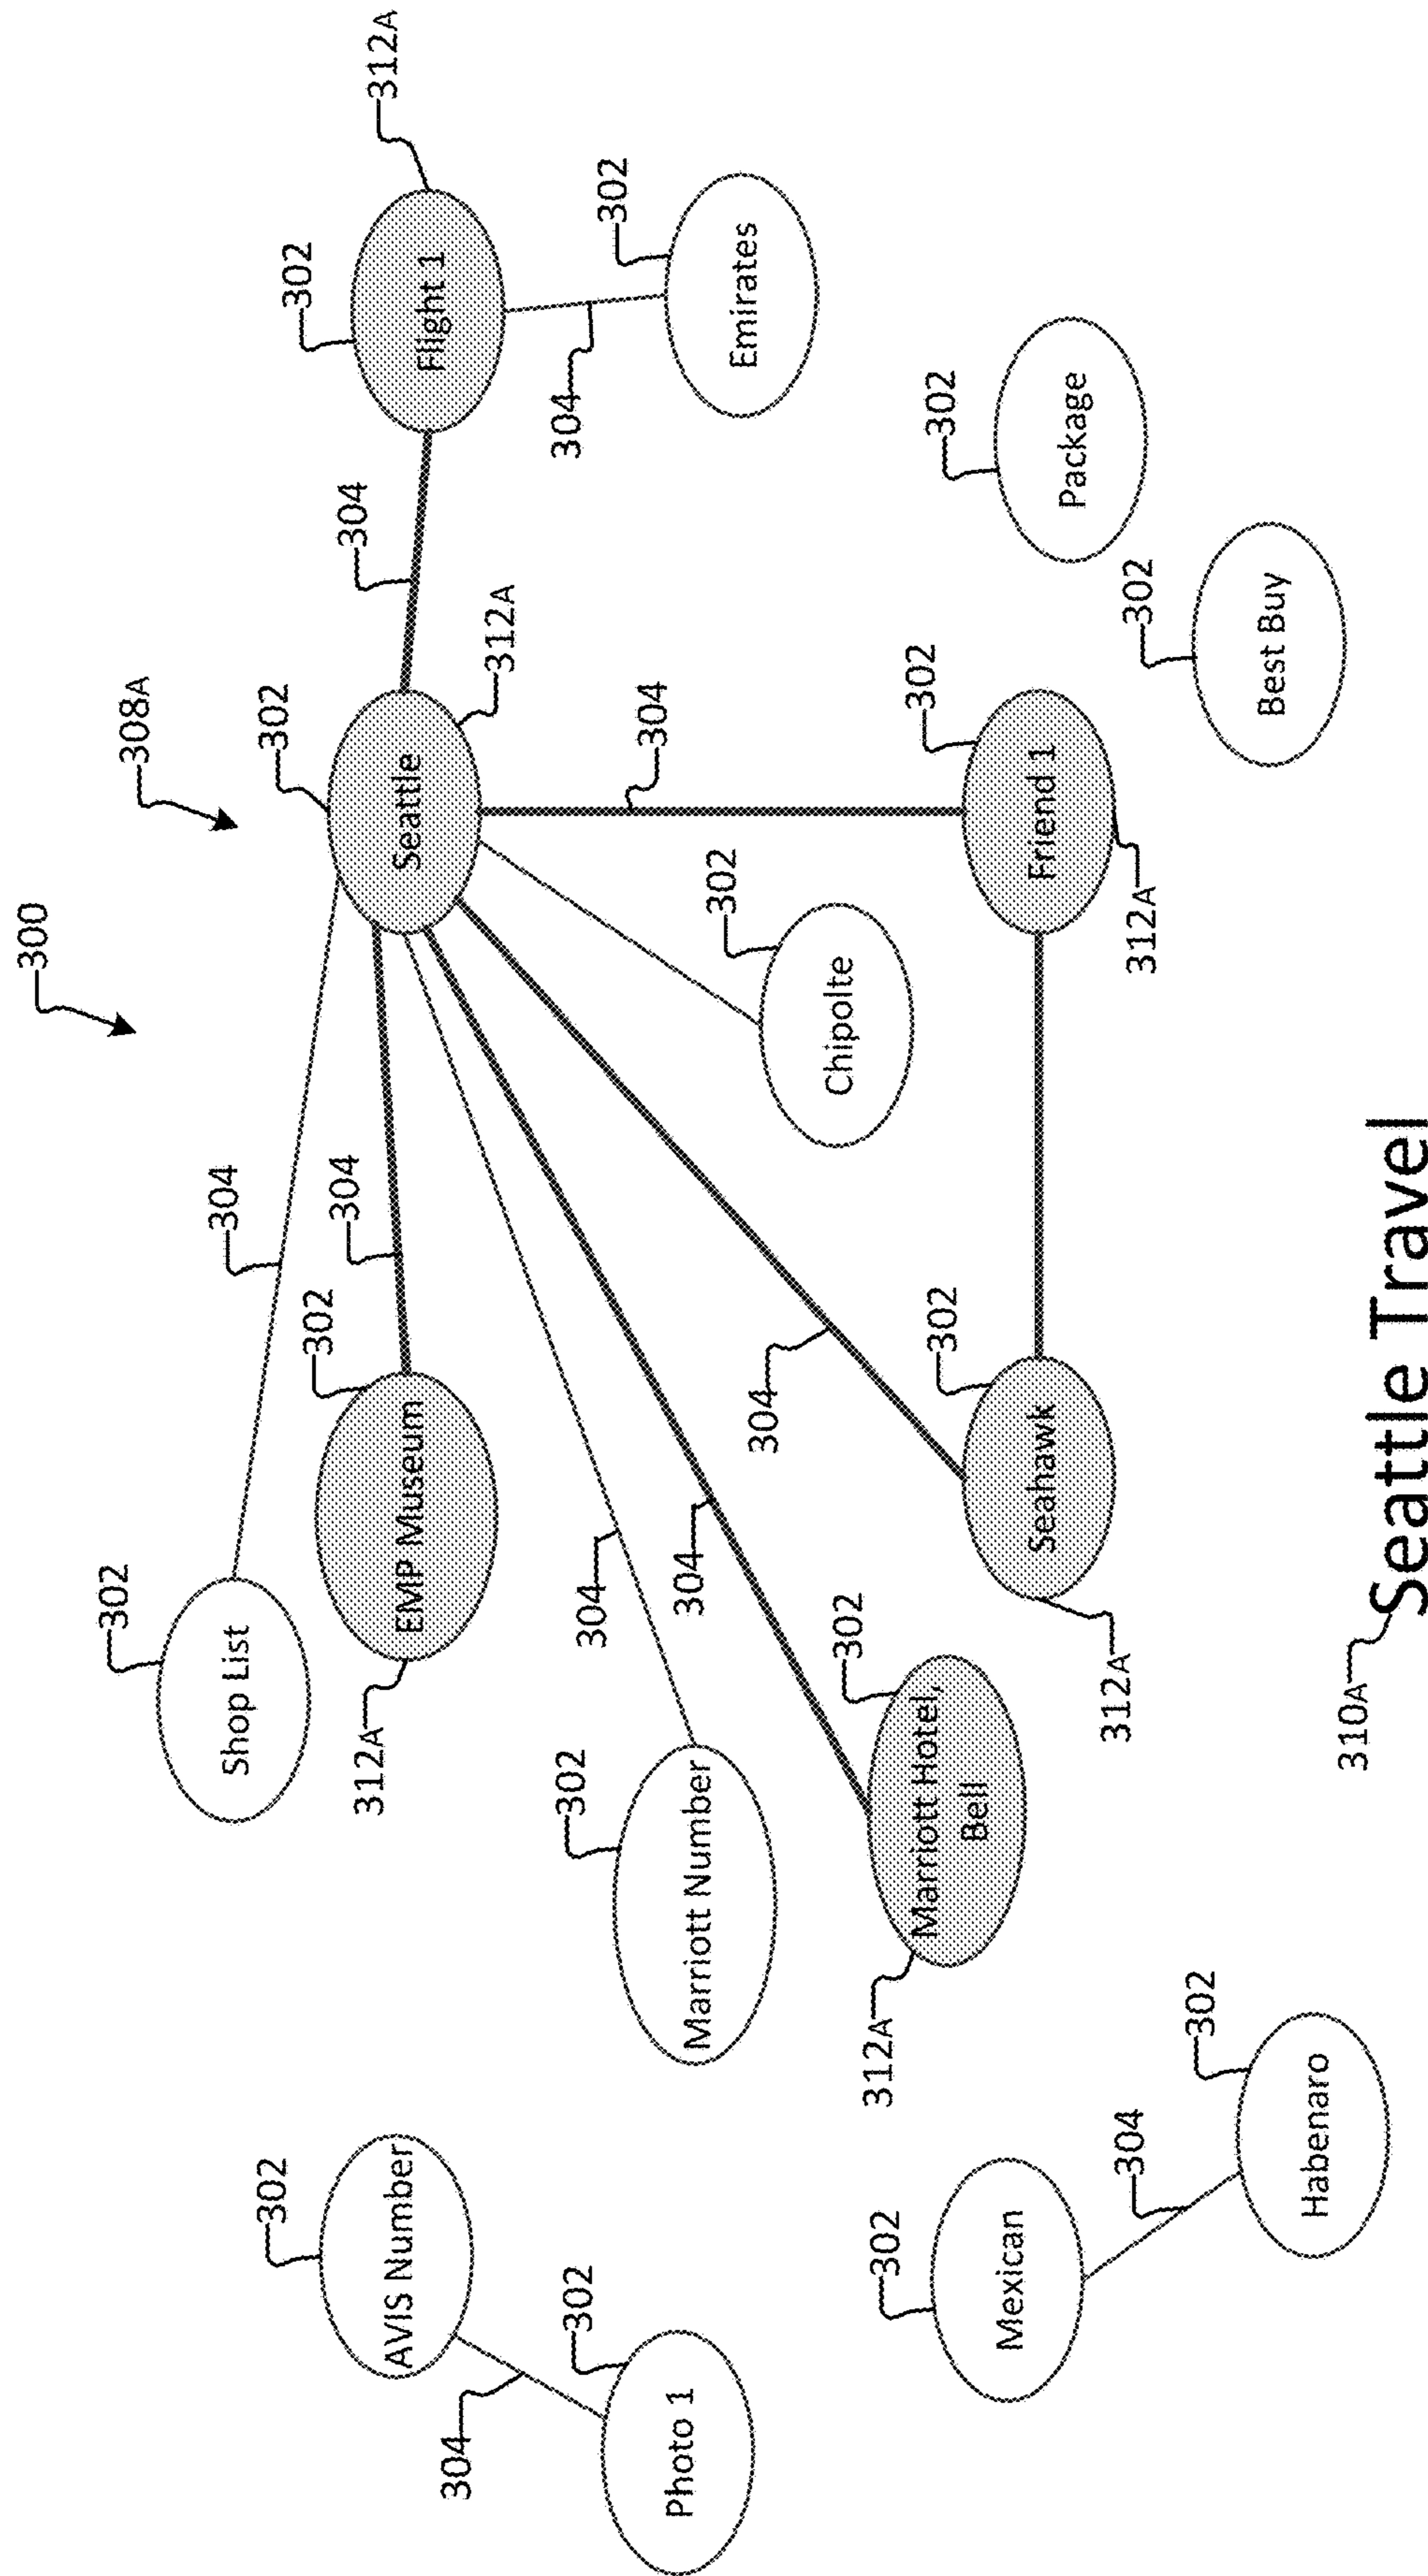 300
308A
302
Shop List
304
302
AVIS Number
302
EMP Museum
312A
304
302
Seattle
312A
304
302
Flight 1
312A
304
302
Photo 1
302
Marriott Number
304
304
304
302
Emirates
302
Marriott Hotel,
Bell
312A
304
302
Chipolte
304
302
Mexican
302
Seahawk
312A
302
Friend 1
312A
302
Package
304
302
Habenaro
302
Best Buy
310A
Seattle Travel